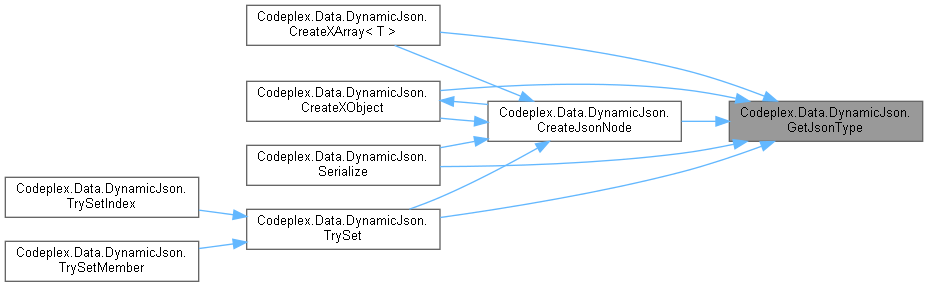 Codeplex.Data.DynamicJson.
CreateXArray< T >
Codeplex.Data.DynamicJson.
CreateXObject
Codeplex.Data.DynamicJson.
CreateJsonNode
Codeplex.Data.DynamicJson.
GetJsonType
Codeplex.Data.DynamicJson.
Serialize
Codeplex.Data.DynamicJson.
TrySetIndex
Codeplex.Data.DynamicJson.
TrySet
Codeplex.Data.DynamicJson.
TrySetMember